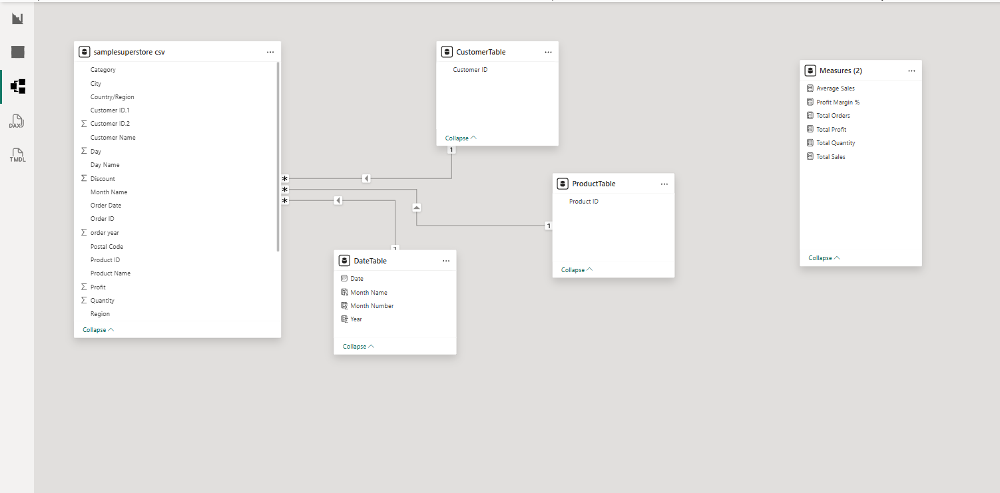 DAX
TMDL
samplesuperstore csv
...
Category
City
Country/Region
Customer ID.1
Σ Customer ID.2
Customer Name
Σ Day
Day Name
Σ Discount
Month Name
Order Date
Order ID
Σ order year
Postal Code
Product ID
Product Name
Σ Profit
Σ Quantity
Region
Collapse
*
*
*
CustomerTable
...
Customer ID
Collapse
1
ProductTable
...
Product ID
Collapse
1
1
DateTable
...
Date
Month Name
Month Number
Year
Collapse
Measures (2)
...
Average Sales
Profit Margin %
Total Orders
Total Profit
Total Quantity
Total Sales
Collapse